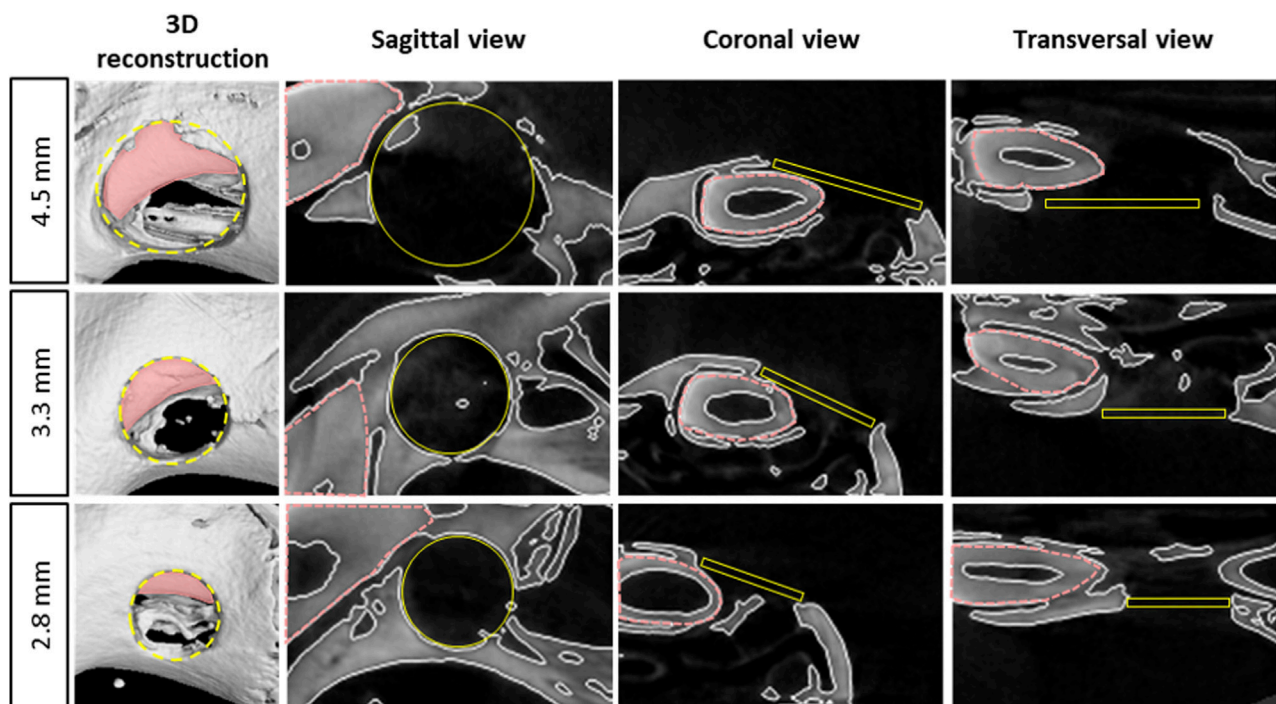 3D
reconstruction
Sagittal view
Coronal view
Transversal view
4.5 mm
3.3 mm
2.8 mm